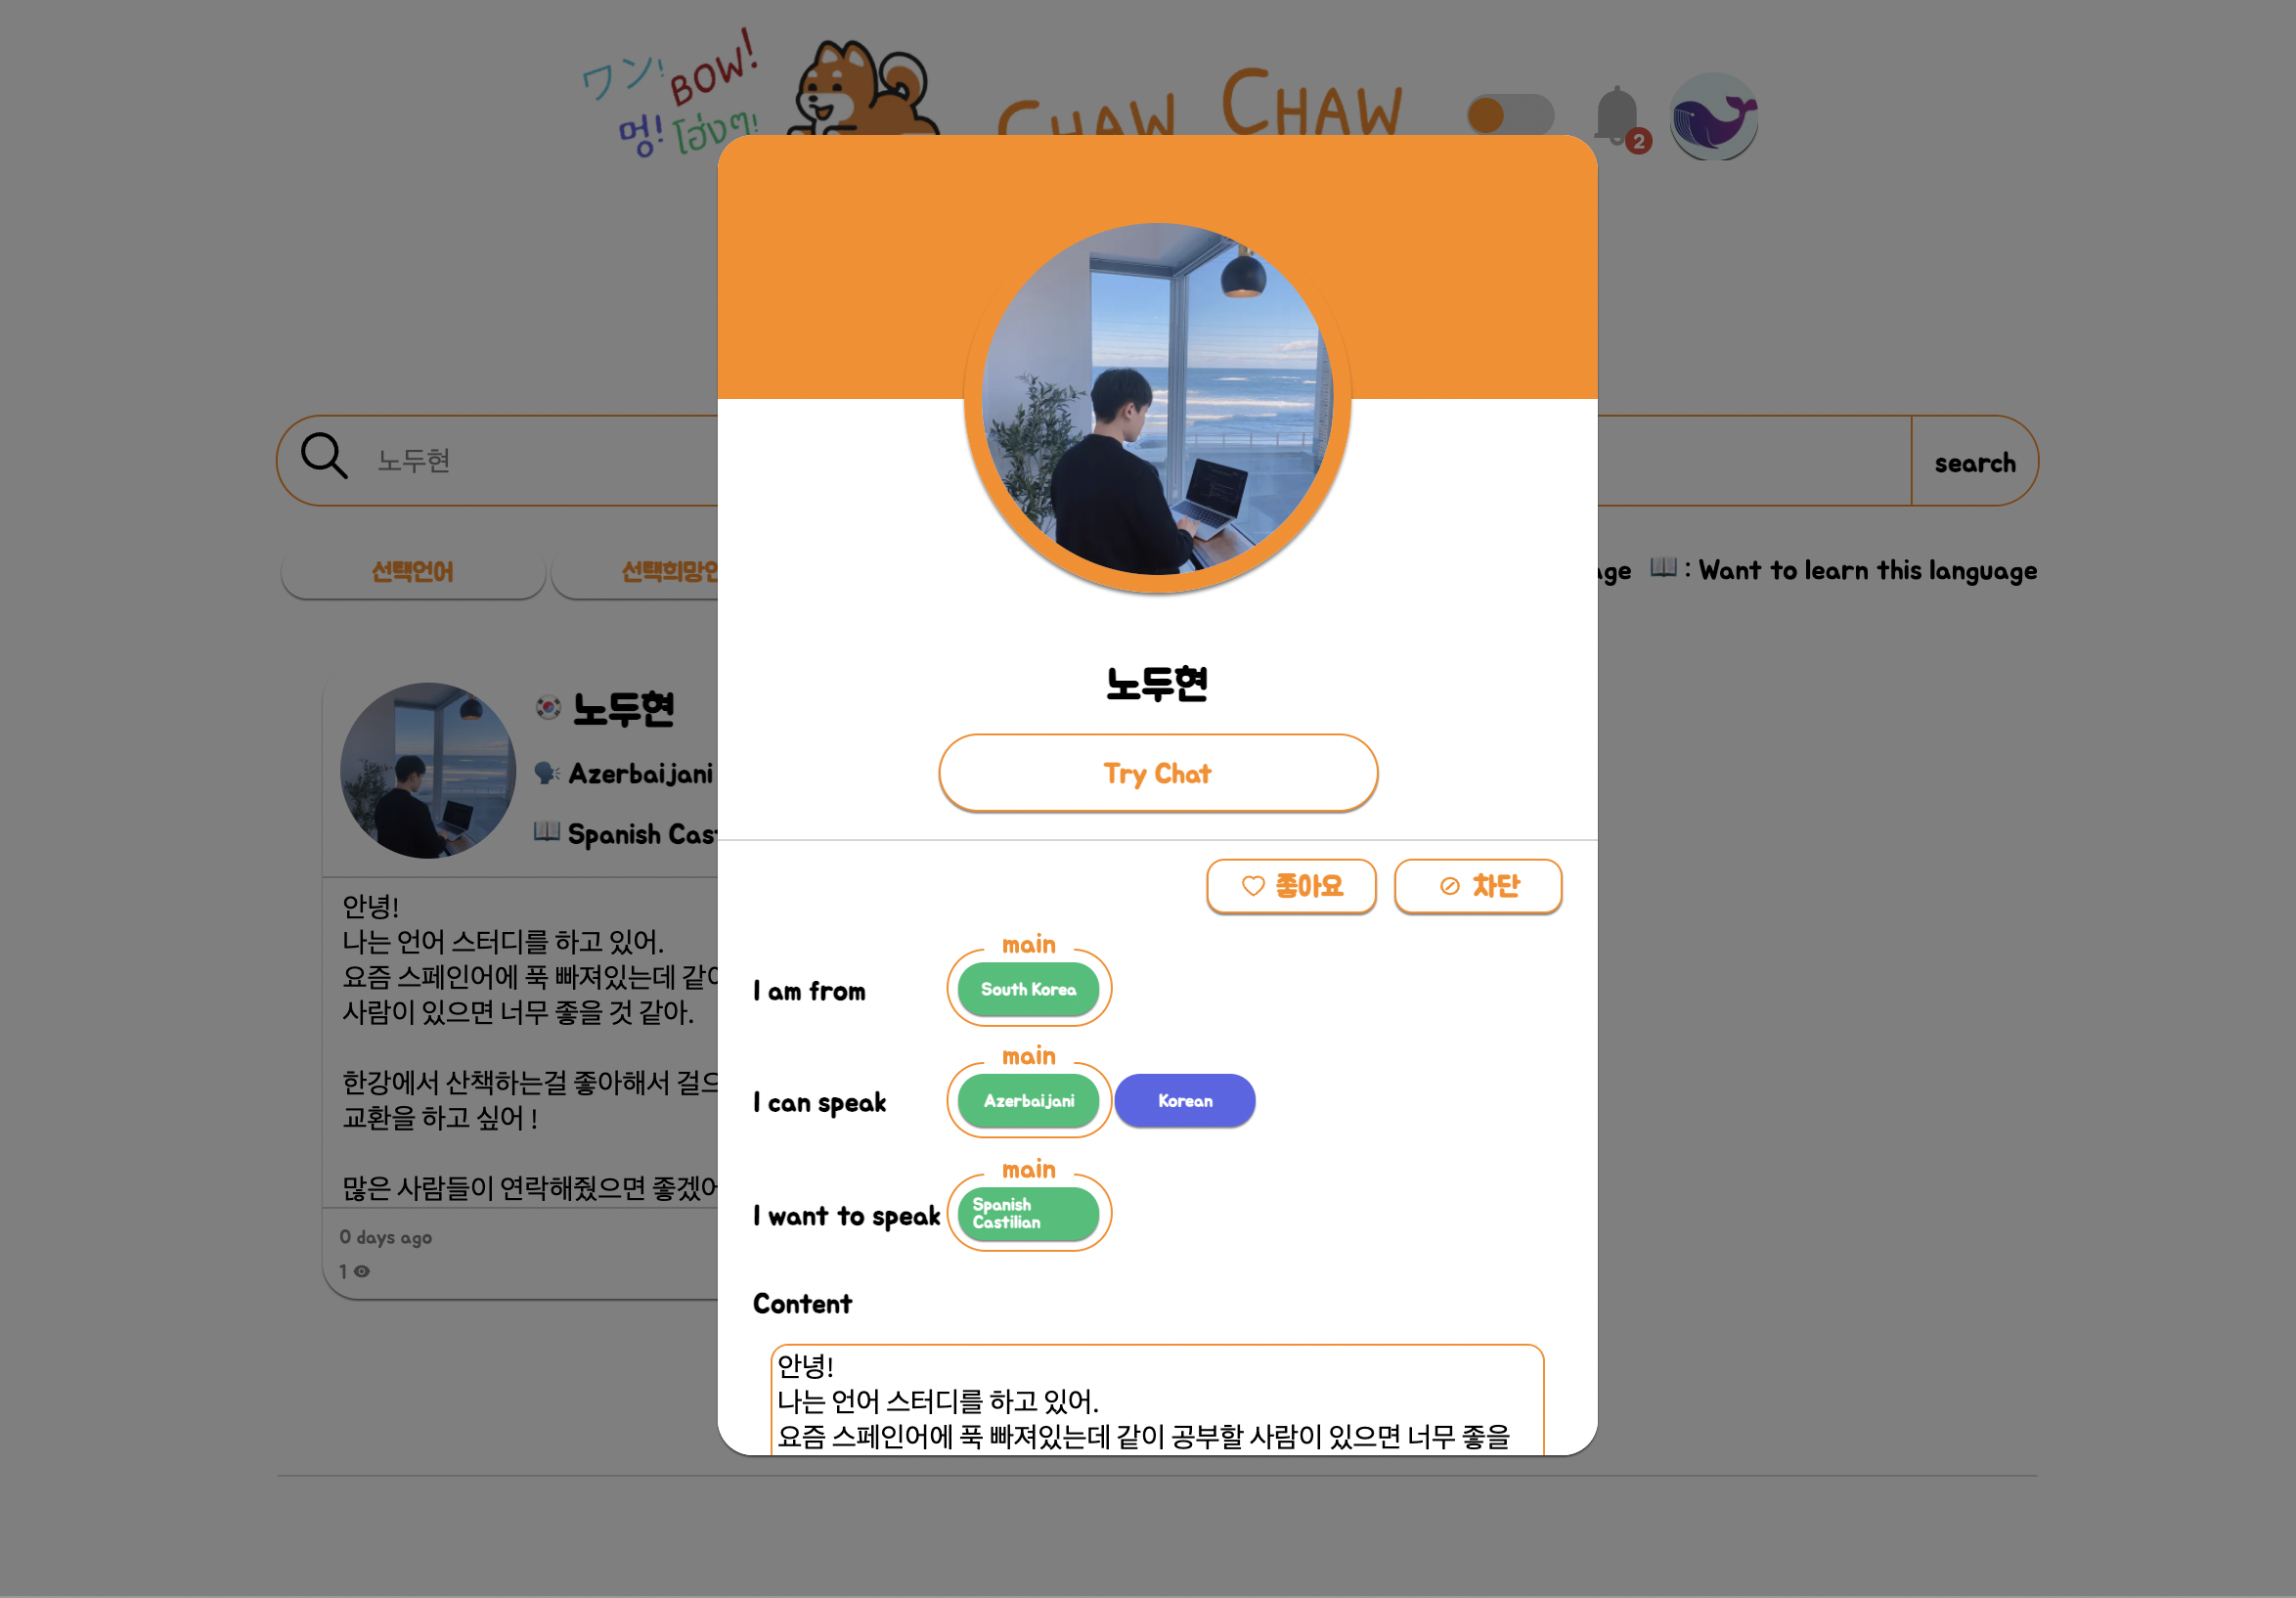 ワン! BOW!
멍! โฮ่งๆ!
CHAW CHAW
2
노두현
search
선택언어
선택희망언
: Want to learn this language
노두현
Azerbaijani
Spanish Cast
안녕!
나는 언어 스터디를 하고 있어.
요즘 스페인어에 푹 빠져있는데 같이
사람이 있으면 너무 좋을 것 같아.
한강에서 산책하는걸 좋아해서 걸으
교환을 하고 싶어 !
많은 사람들이 연락해줬으면 좋겠어
0 days ago
1
노두현
Try Chat
좋아요
차단
main
I am from
South Korea
main
I can speak
Azerbaijani
Korean
main
I want to speak
Spanish
Castilian
Content
안녕!
나는 언어 스터디를 하고 있어.
요즘 스페인어에 푹 빠져있는데 같이 공부할 사람이 있으면 너무 좋을